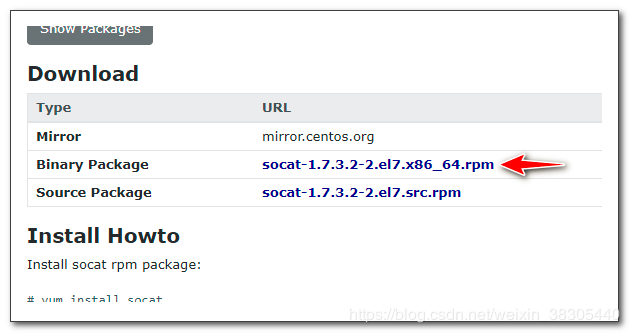 Show Packages
Download
Type URL
Mirror mirror.centos.org
Binary Package socat-1.7.3.2-2.el7.x86_64.rpm
Source Package socat-1.7.3.2-2.el7.src.rpm
Install Howto
Install socat rpm package:
# yum install socat
https://blog.csdn.net/weixin_38305440